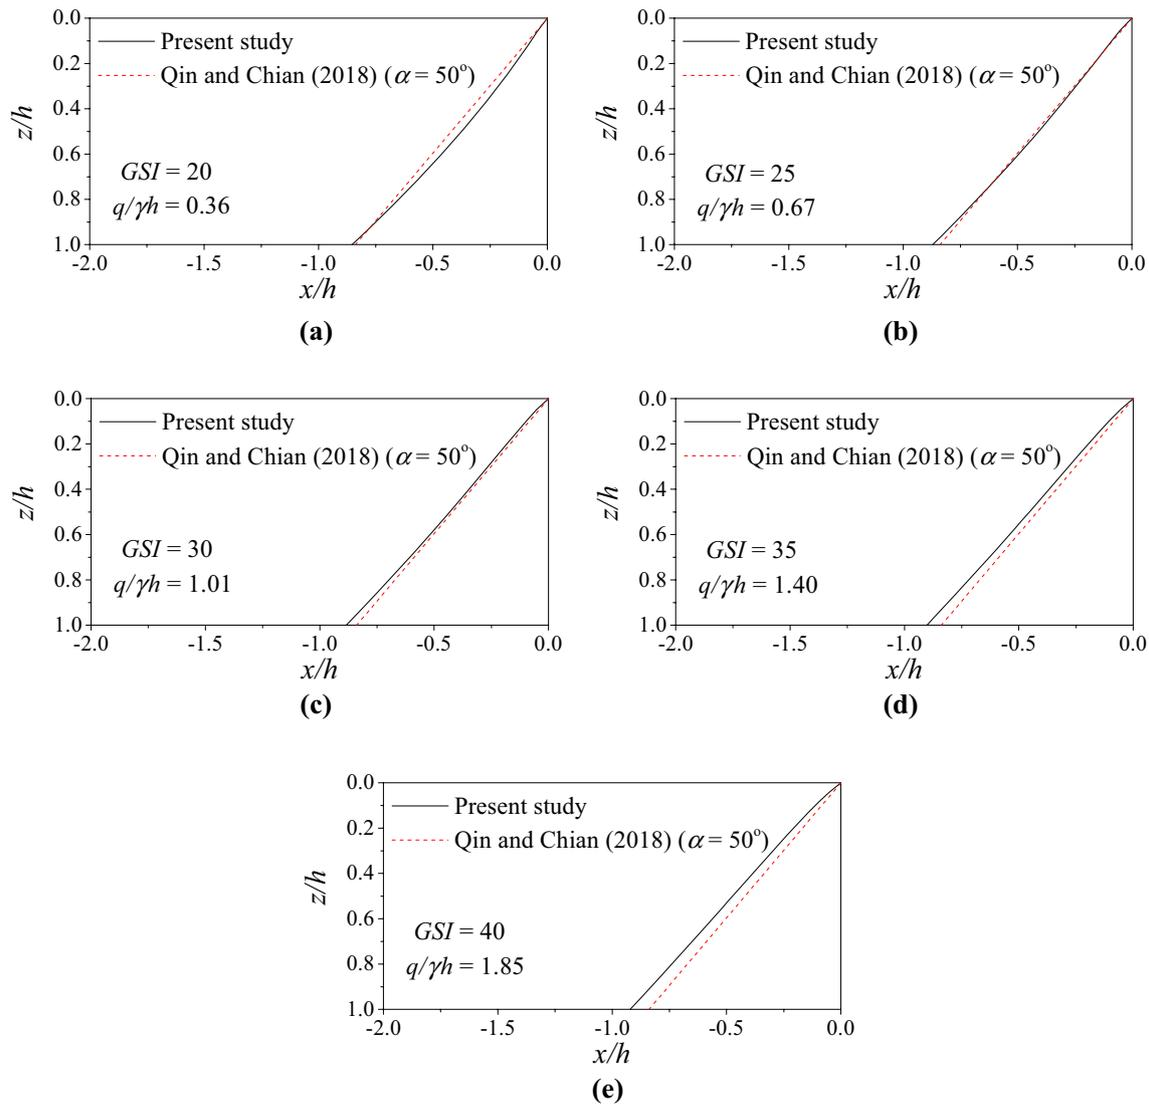 0.0
Present study
0.2
Qin and Chian (2018) (α = 50°)
0.4
z/h
0.6
GSI = 20
0.8
q/γh = 0.36
1.0
-2.0 -1.5 -1.0 -0.5 0.0
x/h
(a)
0.0
Present study
0.2
Qin and Chian (2018) (α = 50°)
0.4
z/h
0.6
GSI = 25
0.8
q/γh = 0.67
1.0
-2.0 -1.5 -1.0 -0.5 0.0
x/h
(b)
0.0
Present study
0.2
Qin and Chian (2018) (α = 50°)
0.4
z/h
0.6
GSI = 30
0.8
q/γh = 1.01
1.0
-2.0 -1.5 -1.0 -0.5 0.0
x/h
(c)
0.0
Present study
0.2
Qin and Chian (2018) (α = 50°)
0.4
z/h
0.6
GSI = 35
0.8
q/γh = 1.40
1.0
-2.0 -1.5 -1.0 -0.5 0.0
x/h
(d)
0.0
Present study
0.2
Qin and Chian (2018) (α = 50°)
0.4
z/h
0.6
GSI = 40
0.8
q/γh = 1.85
1.0
-2.0 -1.5 -1.0 -0.5 0.0
x/h
(e)